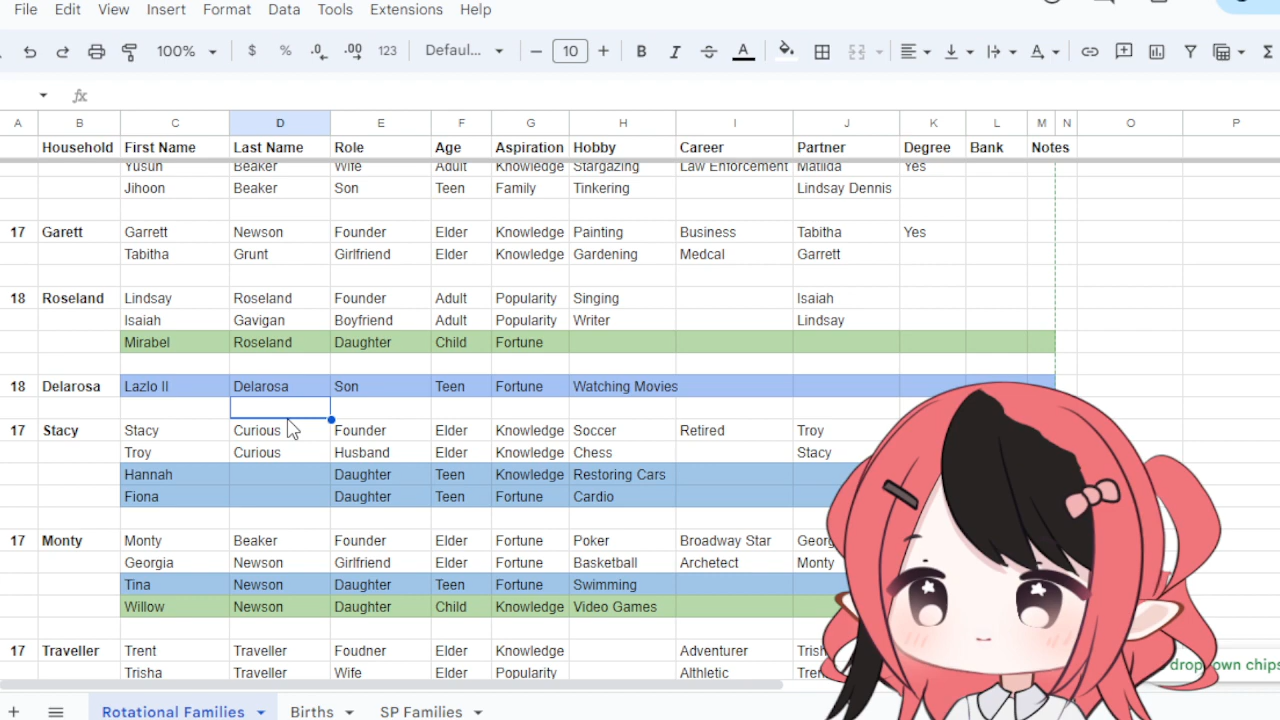 File Edit View Insert Format Data Tools Extensions Help
100% $ % .0 .00 123 Defaul... 10 B I A Σ
fx
A B C D E F G H I J K L M N O P
Household First Name Last Name Role Age Aspiration Hobby Career Partner Degree Bank Notes
Yusun Beaker Wife Adult Knowledge Stargazing Law Enforcement Matilda Yes
Jihoon Beaker Son Teen Family Tinkering Lindsay Dennis
17 Garett Garrett Newson Founder Elder Knowledge Painting Business Tabitha Yes
Tabitha Grunt Girlfriend Elder Knowledge Gardening Medcal Garrett
18 Roseland Lindsay Roseland Founder Adult Popularity Singing Isaiah
Isaiah Gavigan Boyfriend Adult Popularity Writer Lindsay
Mirabel Roseland Daughter Child Fortune
18 Delarosa Lazlo II Delarosa Son Teen Fortune Watching Movies
17 Stacy Stacy Curious Founder Elder Knowledge Soccer Retired Troy
Troy Curious Husband Elder Knowledge Chess Stacy
Hannah Daughter Teen Knowledge Restoring Cars
Fiona Daughter Teen Fortune Cardio
17 Monty Monty Beaker Founder Elder Fortune Poker Broadway Star Georg
Georgia Newson Girlfriend Elder Fortune Basketball Archetect Monty
Tina Newson Daughter Teen Fortune Swimming
Willow Newson Daughter Child Knowledge Video Games
17 Traveller Trent Traveller Foudner Elder Knowledge Adventurer Trish
Trisha Traveller Wife Elder Popularity Althletic Tren
dropdown chips
+ Rotational Families Births SP Families